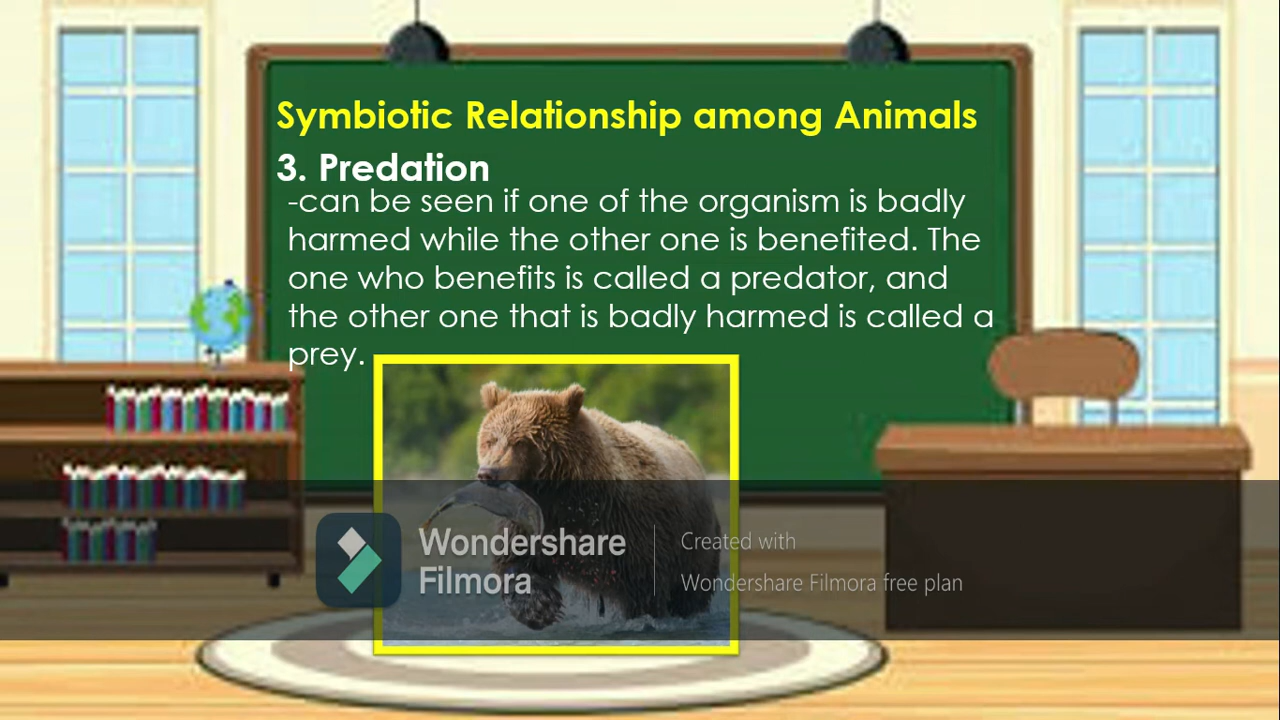 Symbiotic Relationship among Animals
3. Predation
-can be seen if one of the organism is badly
harmed while the other one is benefited. The
one who benefits is called a predator, and
the other one that is badly harmed is called a
prey.
Wondershare
Filmora
Created with
Wondershare Filmora free plan